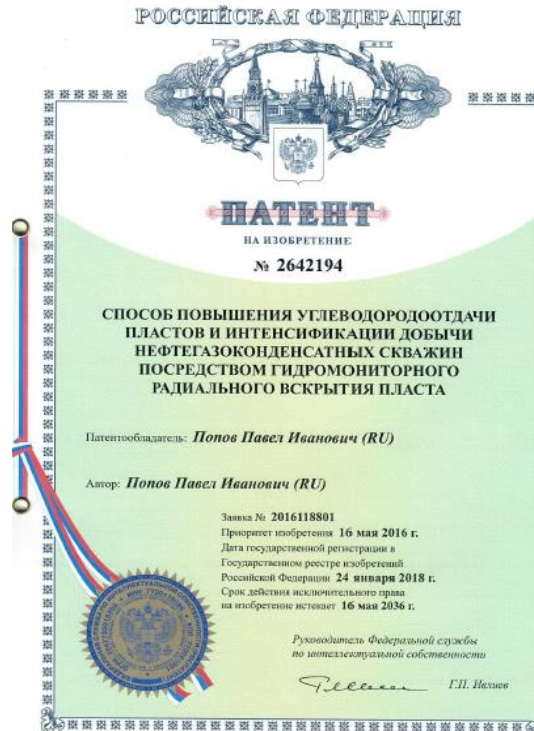 РОССИЙСКАЯ ФЕДЕРАЦИЯ
ПАТЕНТ
НА ИЗОБРЕТЕНИЕ
№ 2642194
СПОСОБ ПОВЫШЕНИЯ УГЛЕВОДОРОДООТДАЧИ
ПЛАСТОВ И ИНТЕНСИФИКАЦИИ ДОБЫЧИ
НЕФТЕГАЗОКОНДЕНСАТНЫХ СКВАЖИН
ПОСРЕДСТВОМ ГИДРОМОНИТОРНОГО
РАДИАЛЬНОГО ВСКРЫТИЯ ПЛАСТА
Патентообладатель: Попов Павел Иванович (RU)
Автор: Попов Павел Иванович (RU)
Заявка № 2016118801
Приоритет изобретения 16 мая 2016 г.
Дата государственной регистрации в
Государственном реестре изобретений
Российской Федерации 24 января 2018 г.
Срок действия исключительного права
на изобретение истекает 16 мая 2036 г.
Руководитель Федеральной службы
по интеллектуальной собственности
Г.П. Ивлиев